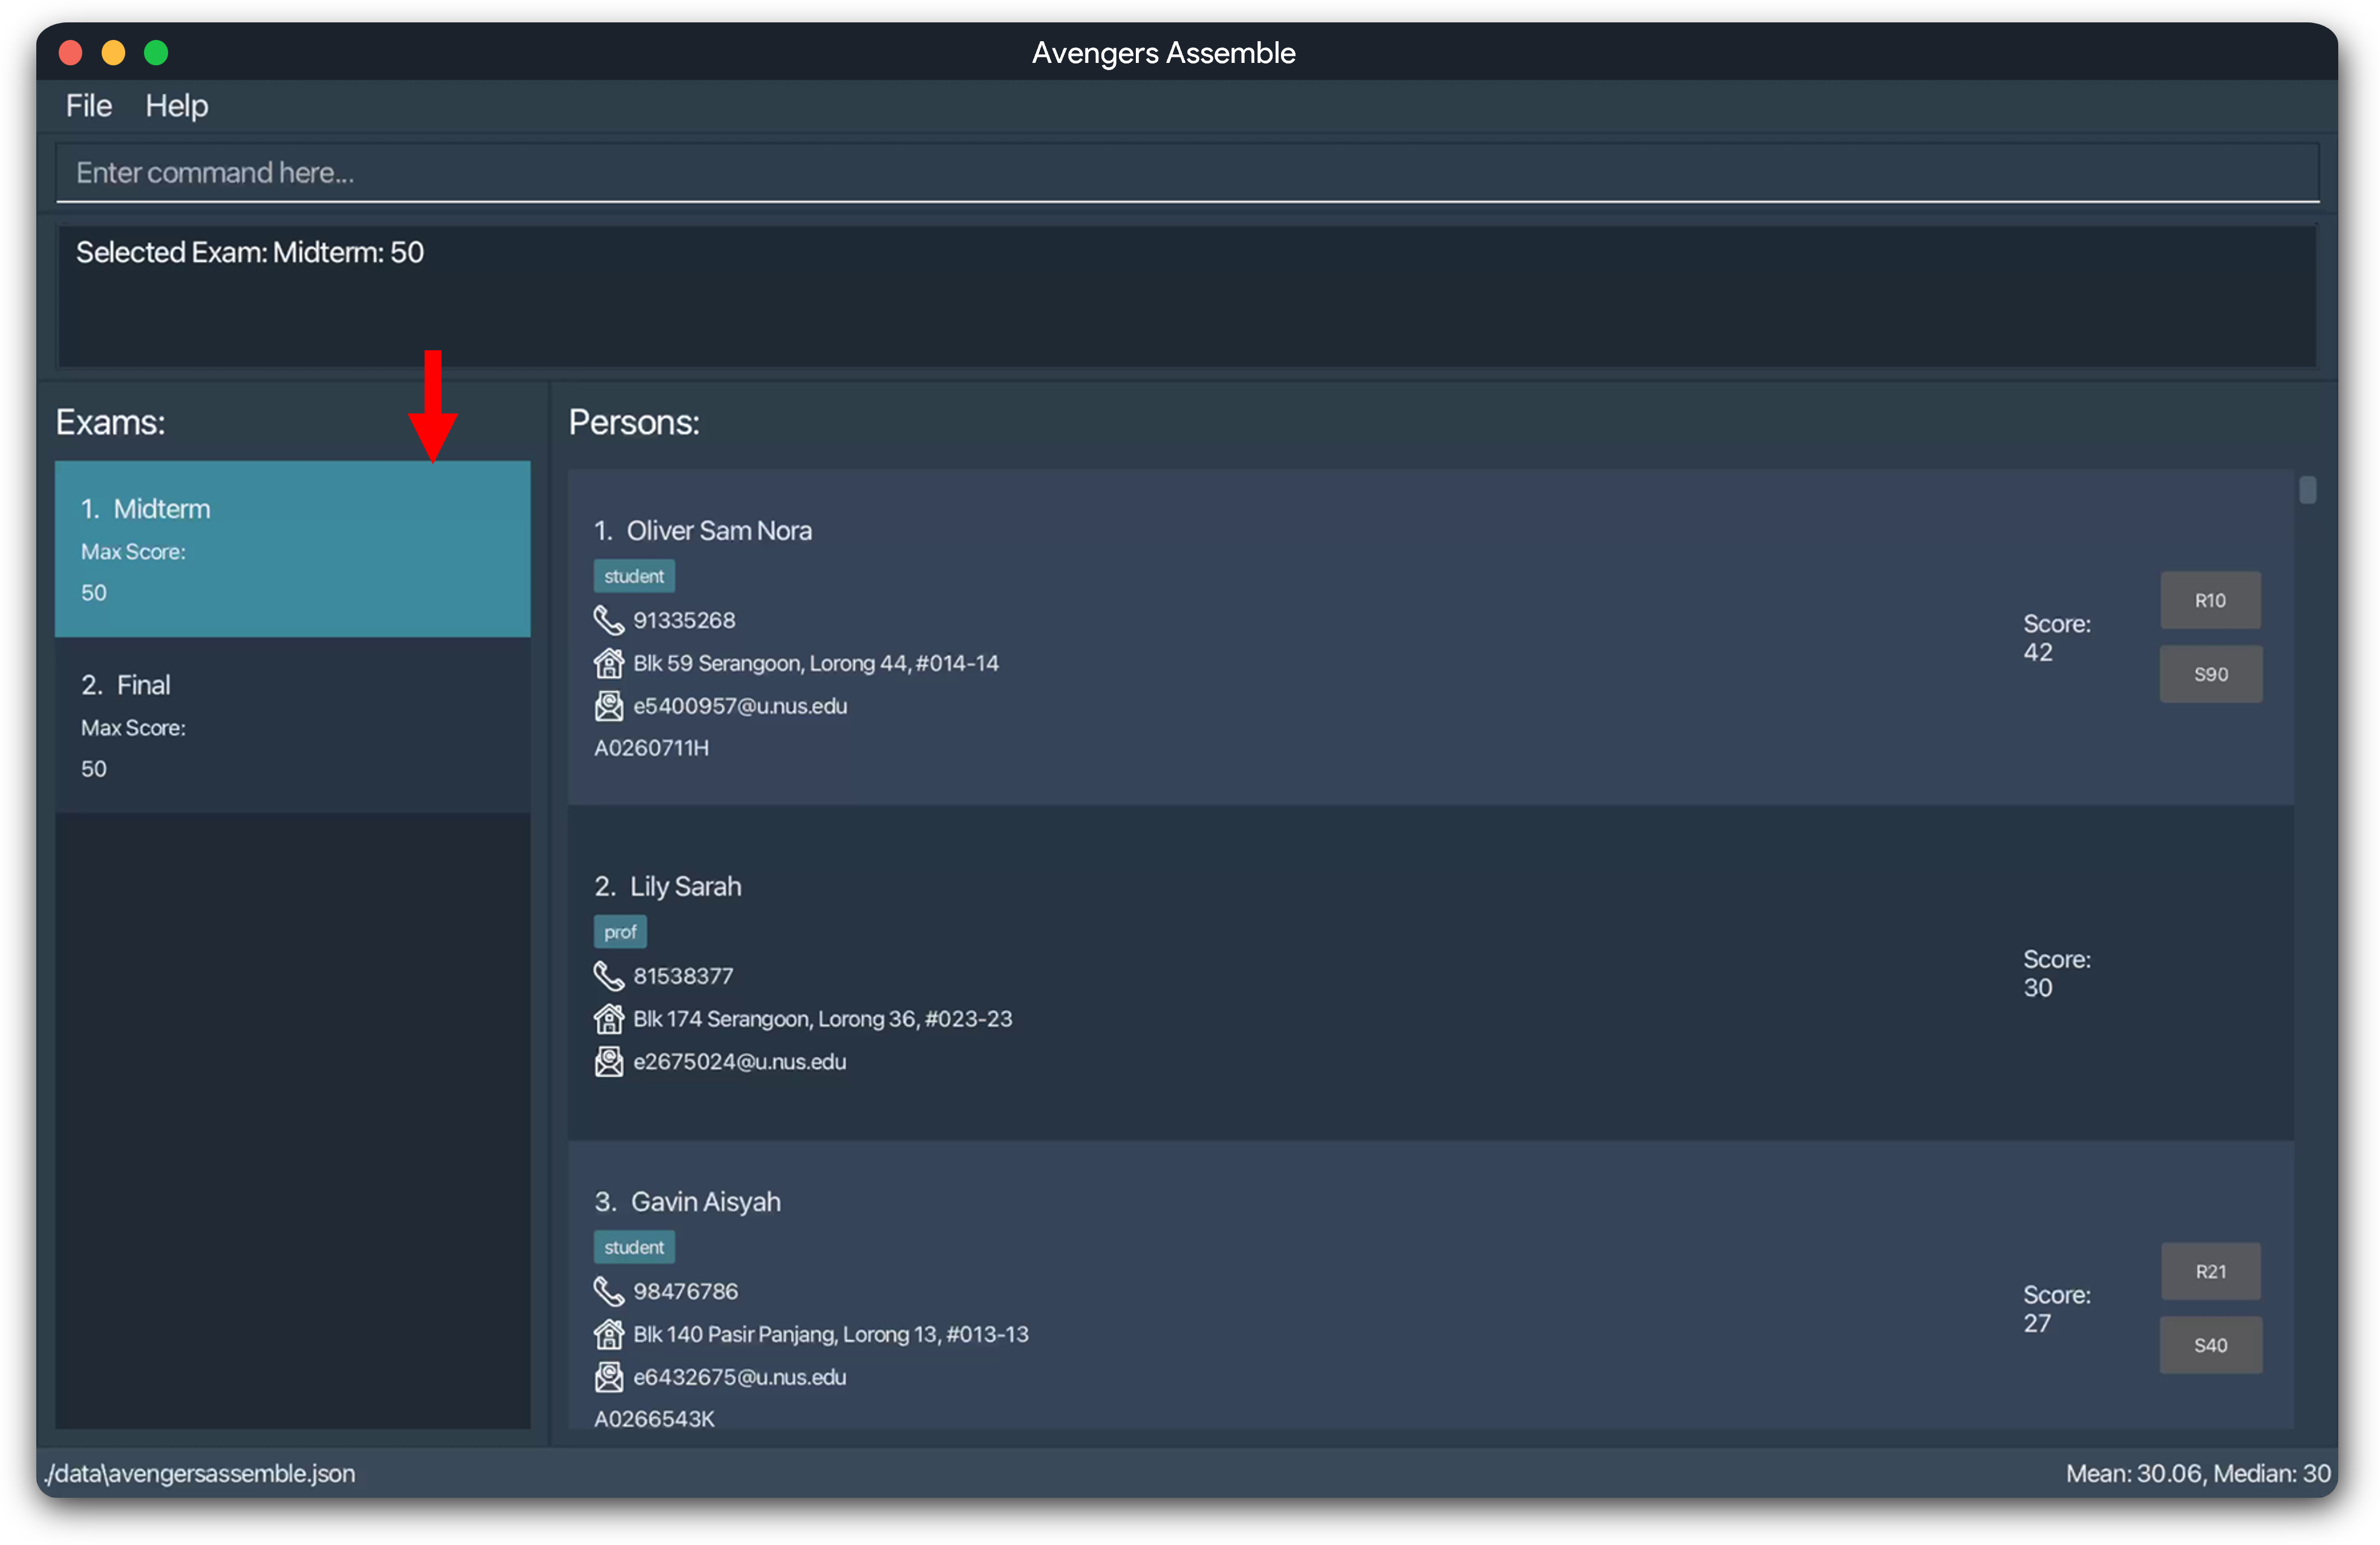 Avengers Assemble
File Help
Enter command here...
Selected Exam: Midterm: 50
Exams:
1. Midterm
Max Score:
50
2. Final
Max Score:
50
Persons:
1. Oliver Sam Nora
student
91335268
Blk 59 Serangoon, Lorong 44, #014-14
e5400957@u.nus.edu
A0260711H
Score:
42
R10
S90
2. Lily Sarah
prof
81538377
Blk 174 Serangoon, Lorong 36, #023-23
e2675024@u.nus.edu
Score:
30
3. Gavin Aisyah
student
98476786
Blk 140 Pasir Panjang, Lorong 13, #013-13
e6432675@u.nus.edu
A0266543K
Score:
27
R21
S40
./data\avengersassemble.json
Mean: 30.06, Median: 30